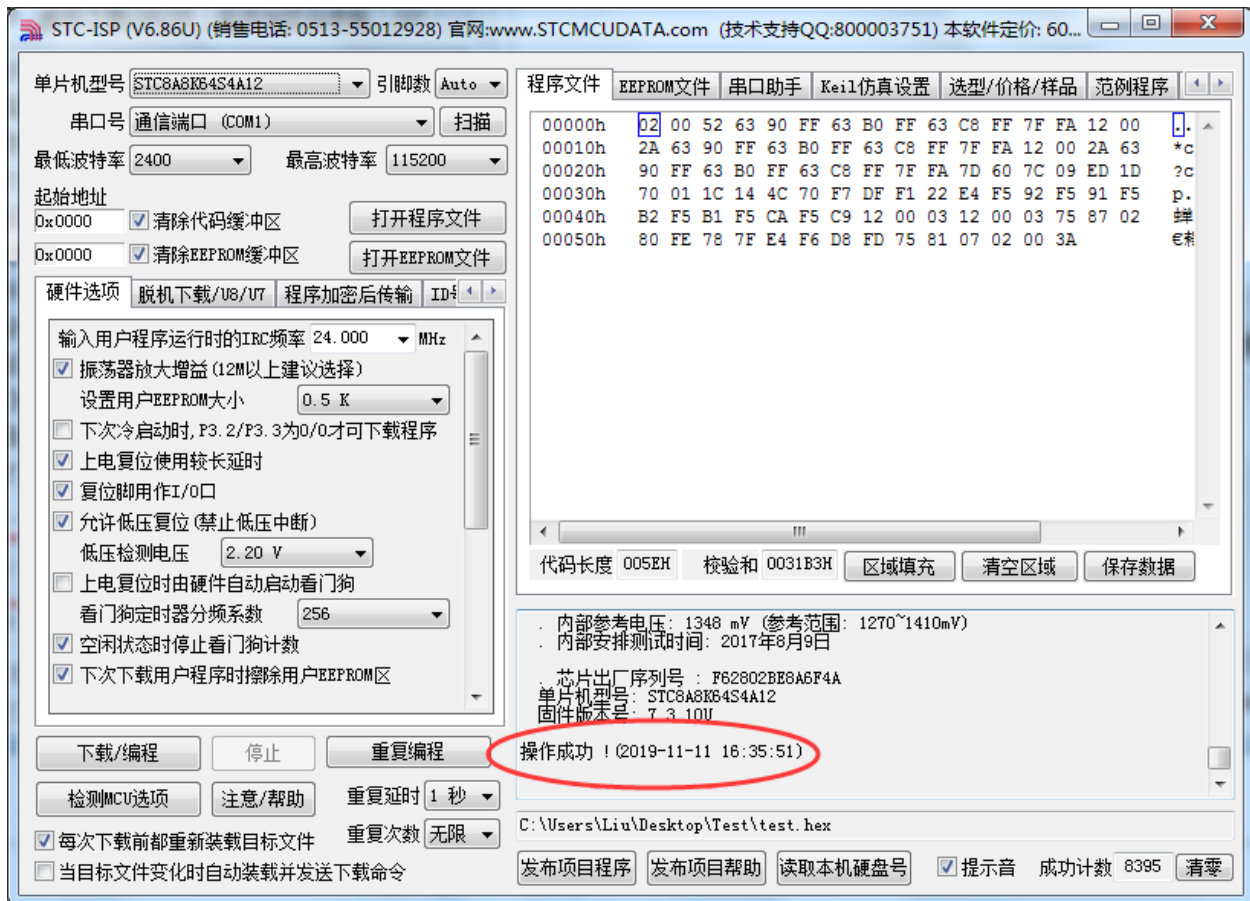 STC-ISP (V6.86U) (销售电话: 0513-55012928) 官网:www.STCMCUDATA.com (技术支持QQ:800003751) 本软件定价: 60...
单片机型号 STC8A8K64S4A12 引脚数 Auto
串口号 通信端口 (COM1) 扫描
最低波特率 2400 最高波特率 115200
起始地址
0x0000 清除代码缓冲区 打开程序文件
0x0000 清除EEPROM缓冲区 打开EEPROM文件
硬件选项 脱机下载/U8/U7 程序加密后传输
输入用户程序运行时的IRC频率 24.000 MHz
振荡器放大增益(12M以上建议选择)
设置用户EEPROM大小 0.5 K
下次冷启动时,P3.2/P3.3为0/0才可下载程序
上电复位使用较长延时
复位脚用作I/O口
允许低压复位(禁止低压中断)
低压检测电压 2.20 V
上电复位时由硬件自动启动看门狗
看门狗定时器分频系数 256
空闲状态时停止看门狗计数
下次下载用户程序时擦除用户EEPROM区
下载/编程 停止 重复编程
检测MCU选项 注意/帮助 重复延时 1 秒
每次下载前都重新装载目标文件 重复次数 无限
当目标文件变化时自动装载并发送下载命令
程序文件 EEPROM文件 串口助手 Keil仿真设置 选型/价格/样品 范例程序
00000h 02 00 52 63 90 FF 63 B0 FF 63 C8 FF 7F FA 12 00 ..
00010h 2A 63 90 FF 63 B0 FF 63 C8 FF 7F FA 12 00 2A 63 *c
00020h 90 FF 63 B0 FF 63 C8 FF 7F FA 7D 60 7C 09 ED 1D ?c
00030h 70 01 1C 14 4C 70 F7 DF F1 22 E4 F5 92 F5 91 F5 p.
00040h B2 F5 B1 F5 CA F5 C9 12 00 03 12 00 03 75 87 02
00050h 80 FE 78 7F E4 F6 D8 FD 75 81 07 02 00 3A
代码长度 005EH 校验和 0031B3H 区域填充 清空区域 保存数据
. 内部参考电压: 1348 mV (参考范围: 1270~1410mV)
. 内部安排测试时间: 2017年8月9日
. 芯片出厂序列号 : F62802BE8A6F4A
单片机型号: STC8A8K64S4A12
固件版本号: 7.3.10U
操作成功 !(2019-11-11 16:35:51)
C:\Users\Liu\Desktop\Test\test.hex
发布项目程序 发布项目帮助 读取本机硬盘号 提示音 成功计数 8395 清零